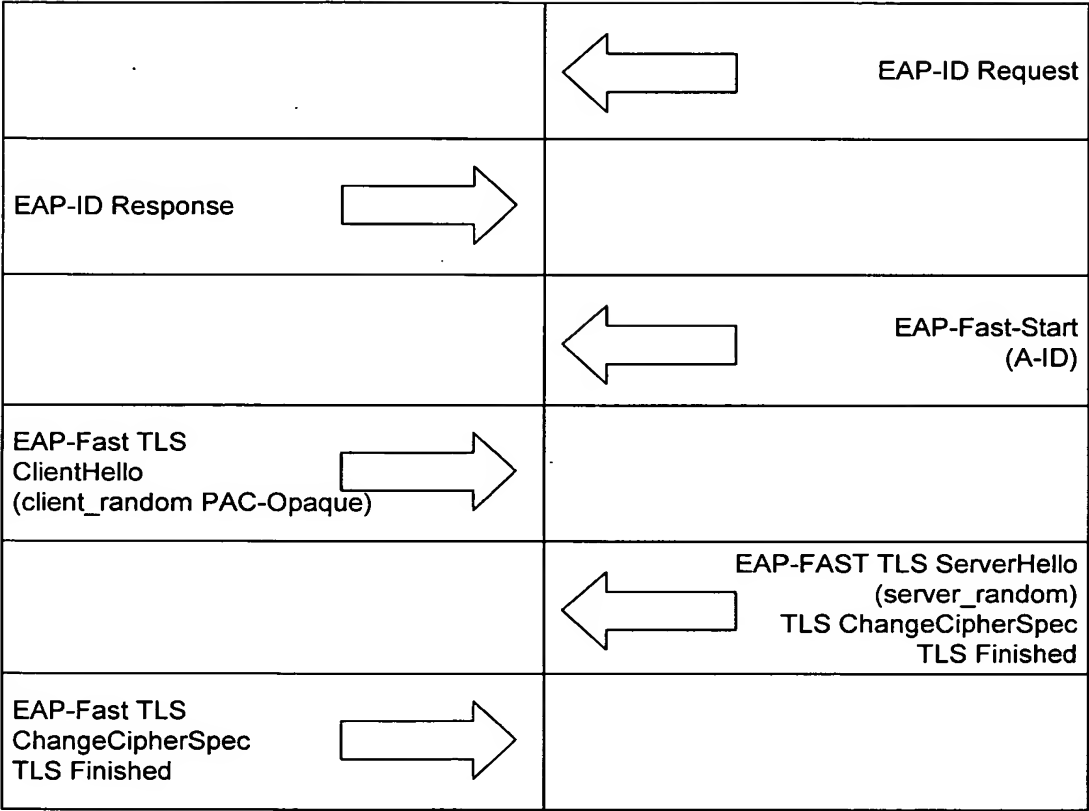 EAP-ID Request
EAP-ID Response
EAP-Fast-Start
(A-ID)
EAP-Fast TLS
ClientHello
(client_random PAC-Opaque)
EAP-FAST TLS ServerHello
(server_random)
TLS ChangeCipherSpec
TLS Finished
EAP-Fast TLS
ChangeCipherSpec
TLS Finished